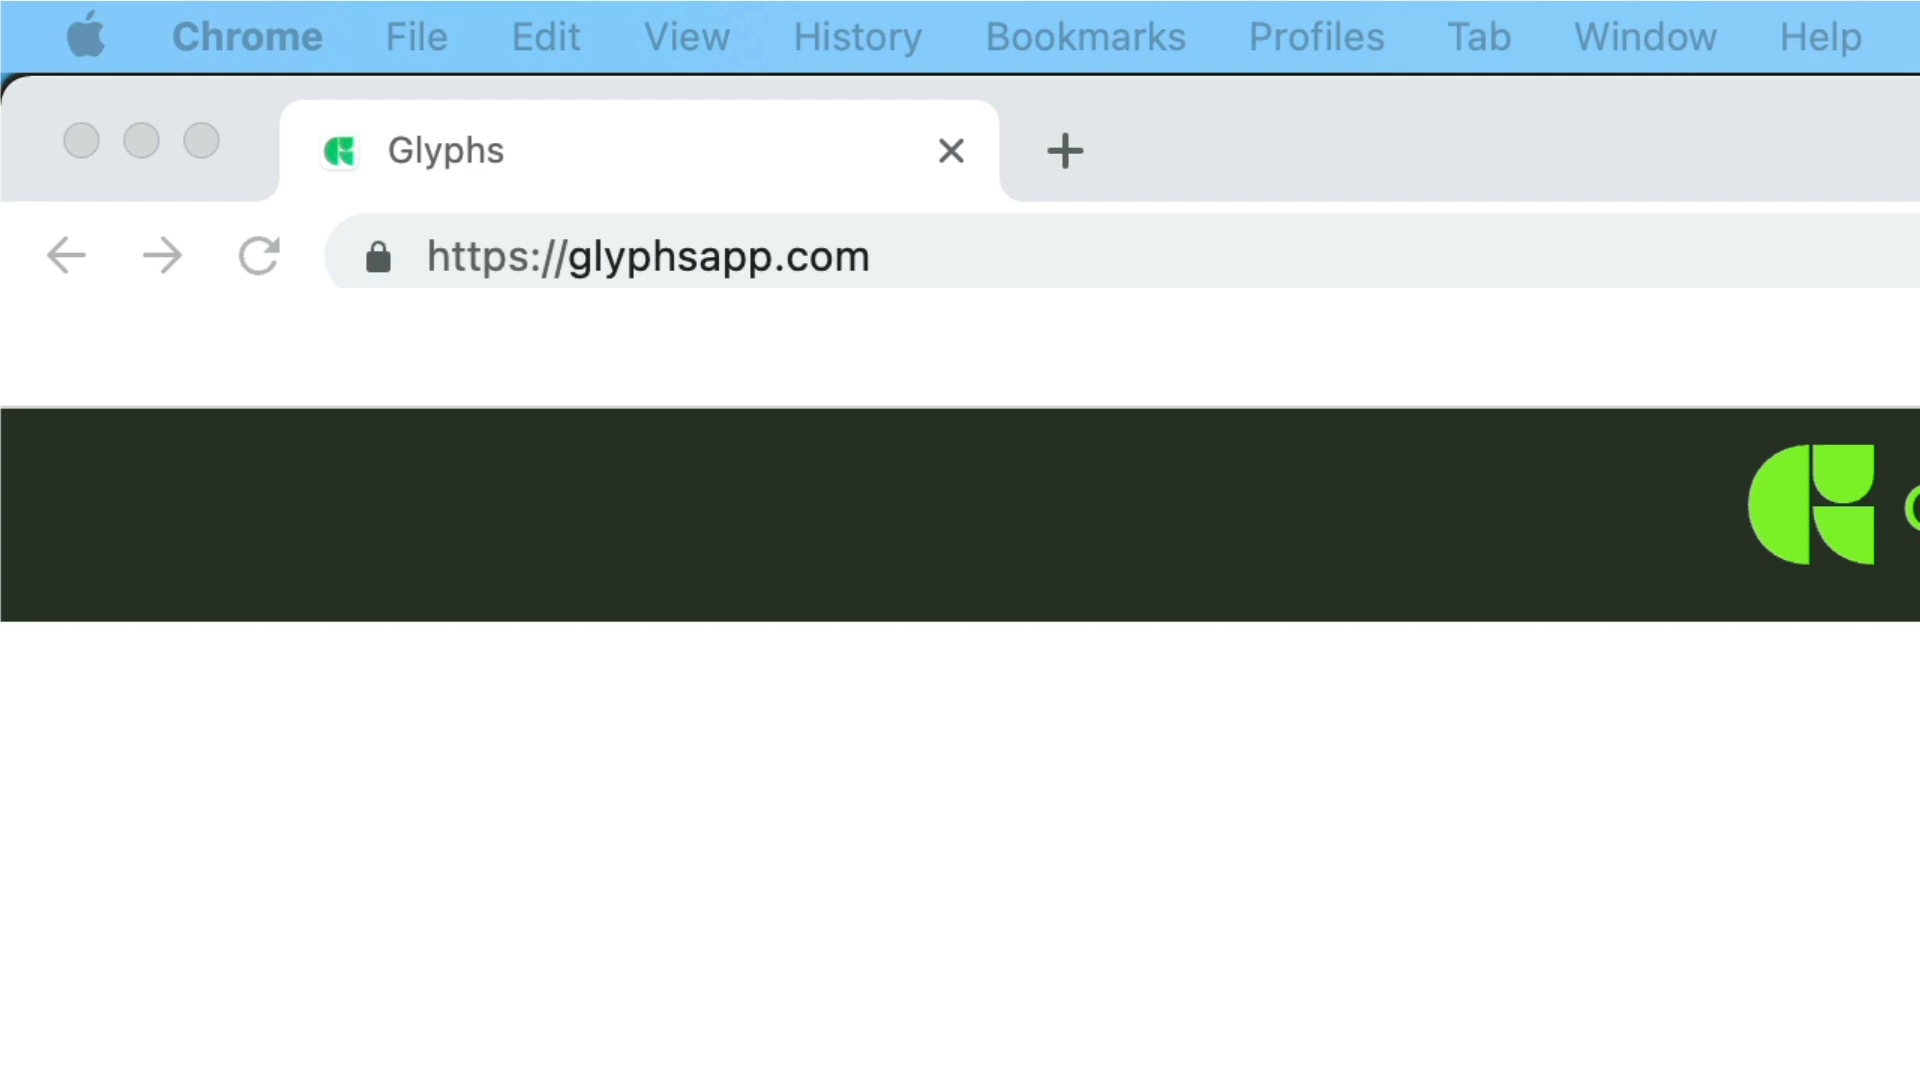 Chrome File Edit View History Bookmarks Profiles Tab Window Help
Glyphs
https://glyphsapp.com